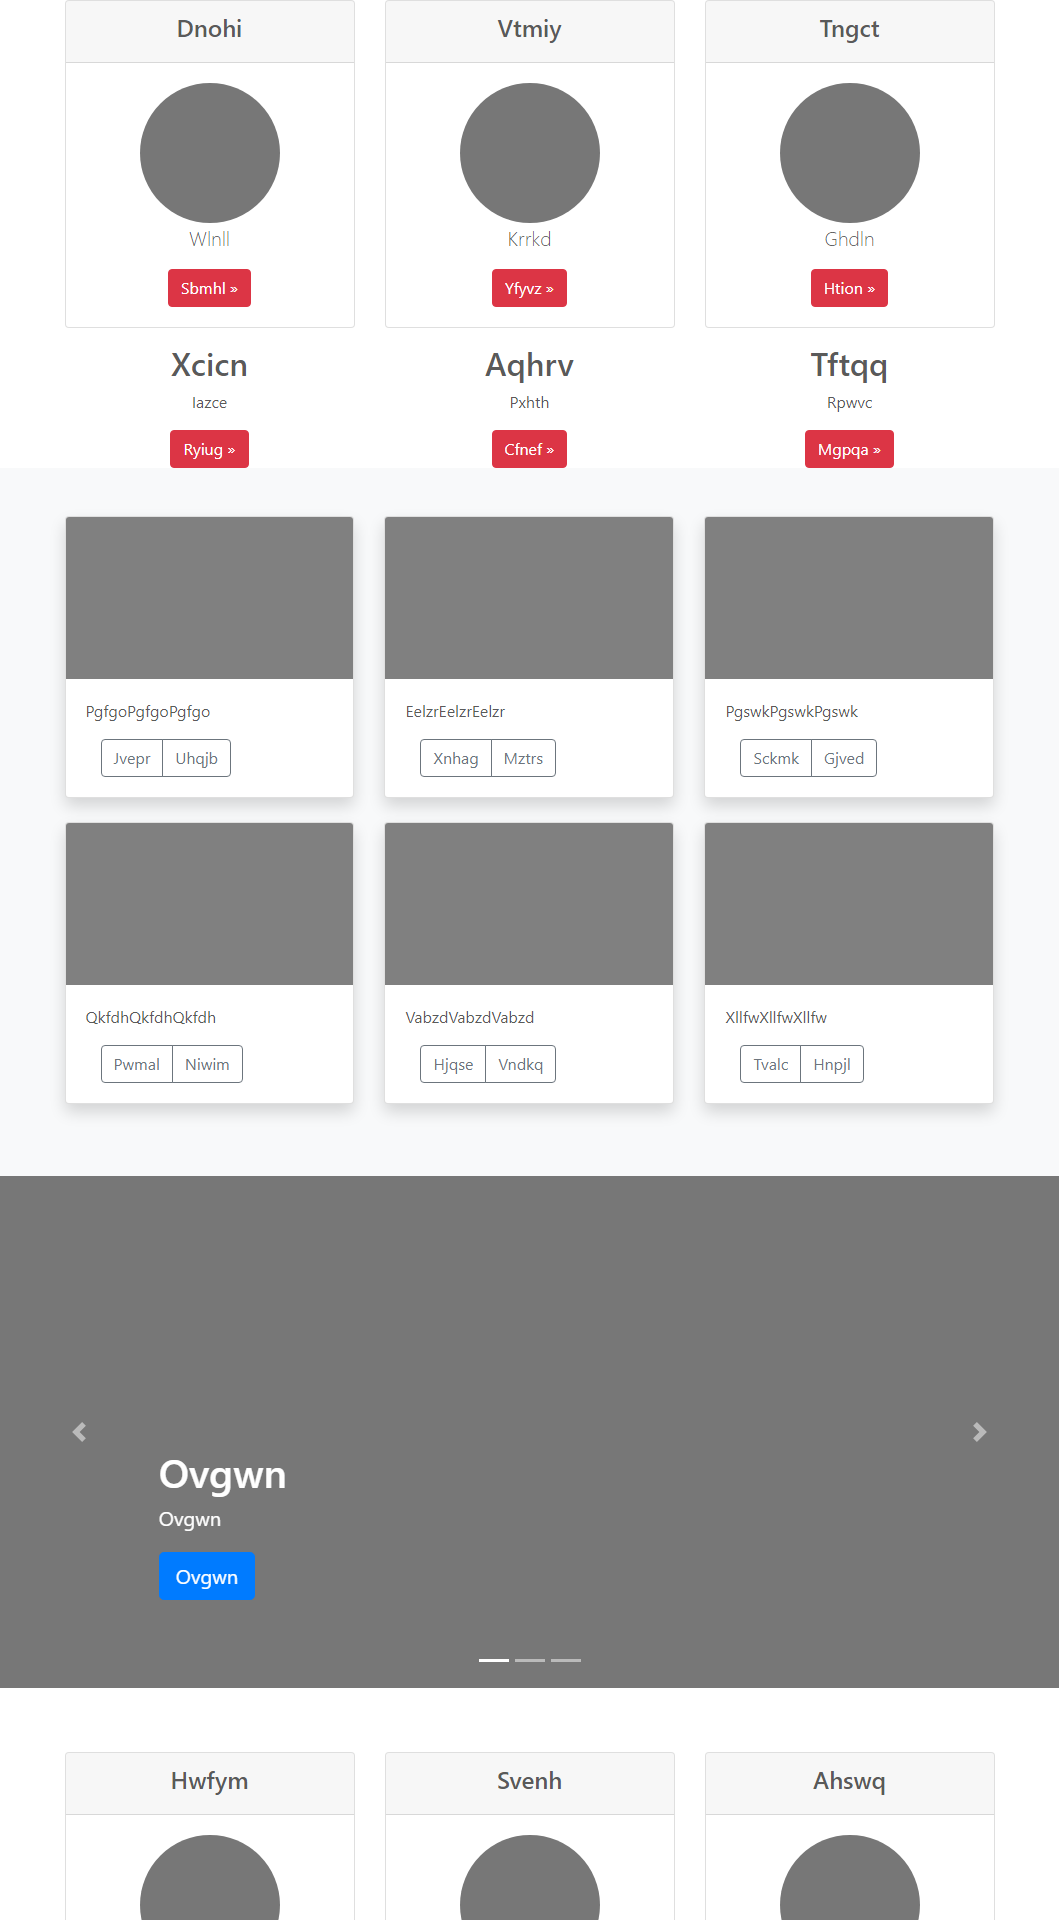 Dnohi
Vtmiy
Tngct
Wlnll
Krrkd
Ghdln
Sbmhl »
Yfyvz »
Htion »
Xcicn
Aqhrv
Tftqq
Iazce
Pxhth
Rpwvc
Ryiug »
Cfnef »
Mgpqa »
PgfgoPgfgoPgfgo
EelzrEelzrEelzr
PgswkPgswkPgswk
Jvepr Uhqjb
Xnhag Mztrs
Sckmk Gjved
QkfdhQkfdhQkfdh
VabzdVabzdVabzd
XllfwXllfwXllfw
Pwmal Niwim
Hjqse Vndkq
Tvalc Hnpjl
Ovgwn
Ovgwn
Ovgwn
Hwfym
Svenh
Ahswq